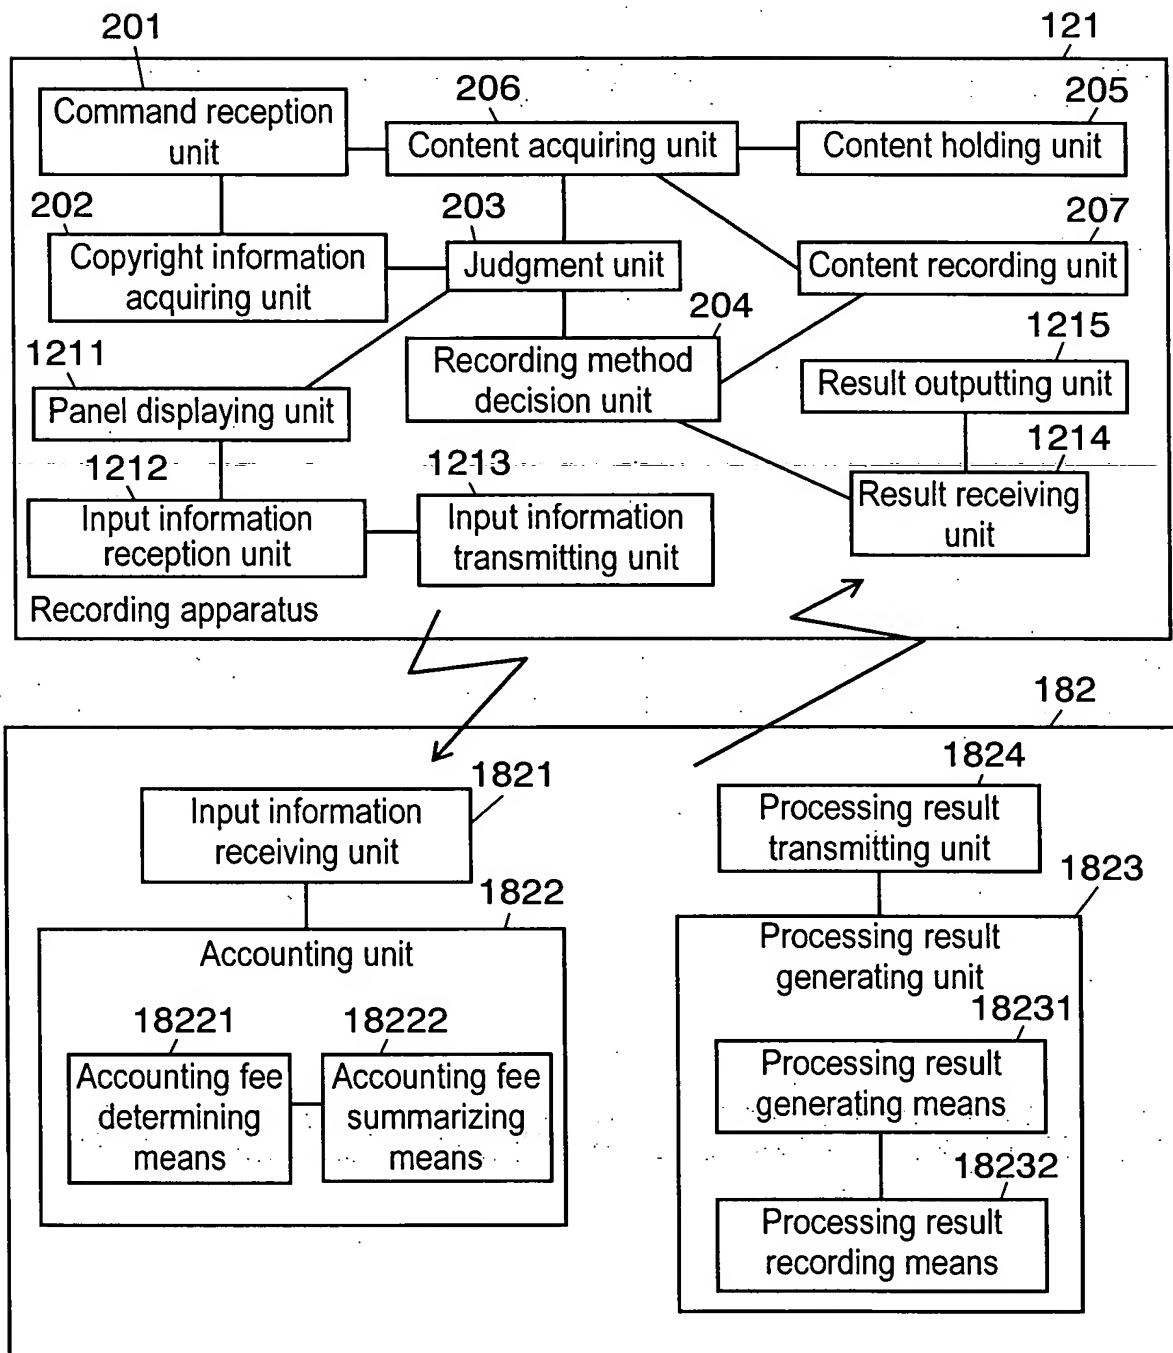 201
121
Command reception
unit
206
Content acquiring unit
205
Content holding unit
202
Copyright information
acquiring unit
203
Judgment unit
207
Content recording unit
204
Recording method
decision unit
1211
Panel displaying unit
1215
Result outputting unit
1212
Input information
reception unit
1213
Input information
transmitting unit
1214
Result receiving
unit
Recording apparatus
182
1821
Input information
receiving unit
1824
Processing result
transmitting unit
1822
Accounting unit
1823
Processing result
generating unit
18221
Accounting fee
determining
means
18222
Accounting fee
summarizing
means
18231
Processing result
generating means
18232
Processing result
recording means